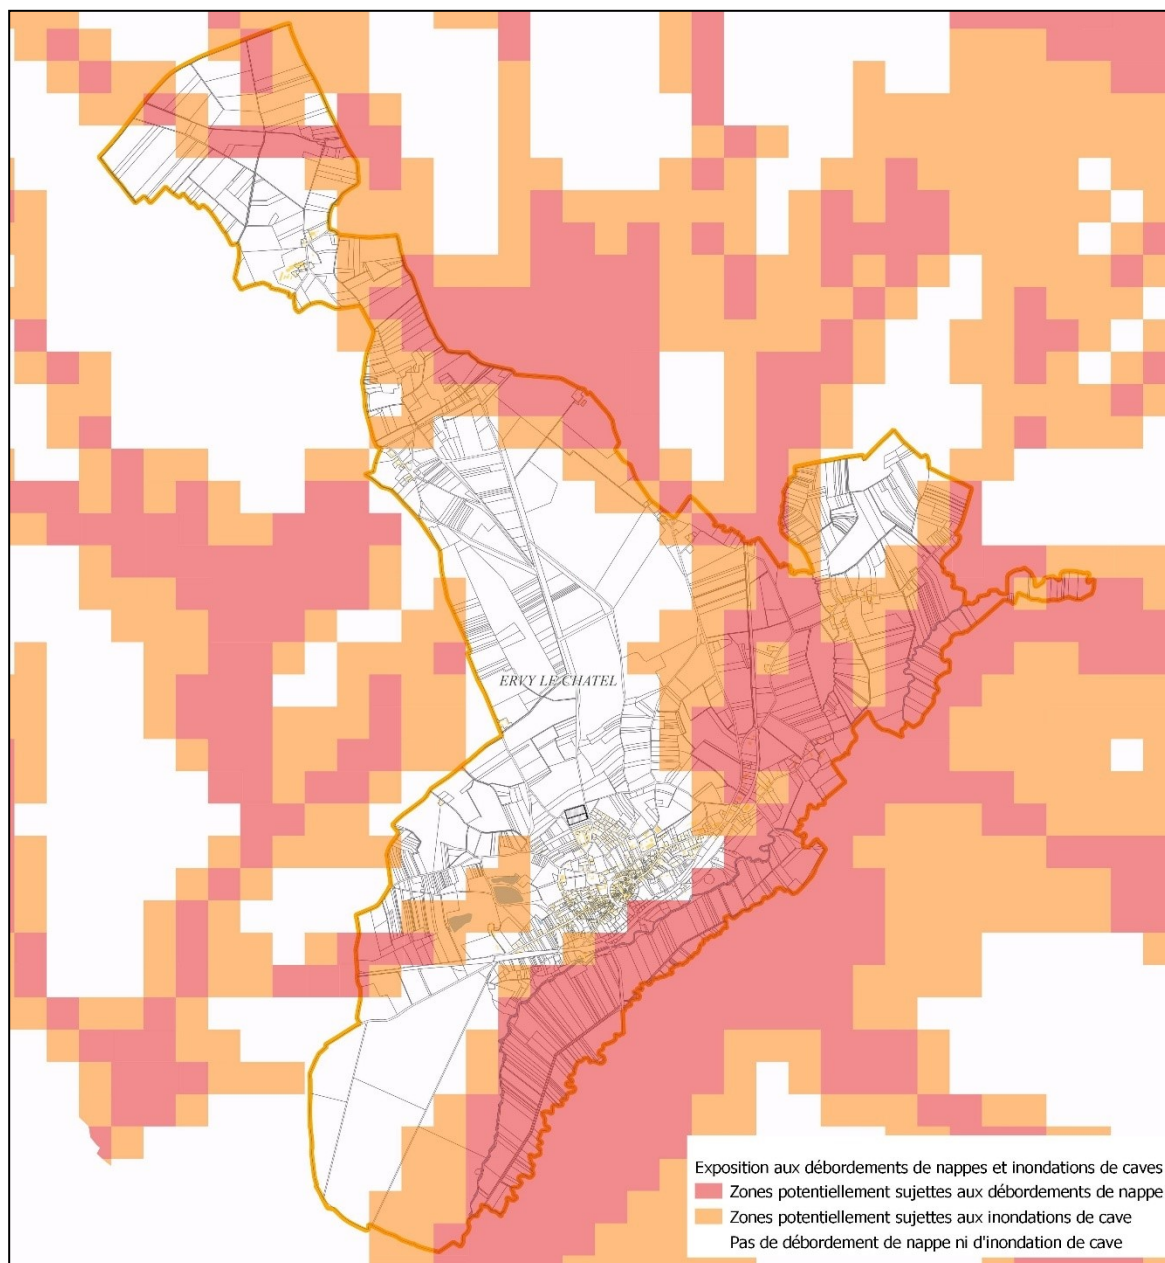 ERVY LE CHATEL
Exposition aux débordements de nappes et inondations de caves
Zones potentiellement sujettes aux débordements de nappe
Zones potentiellement sujettes aux inondations de cave
Pas de débordement de nappe ni d'inondation de cave